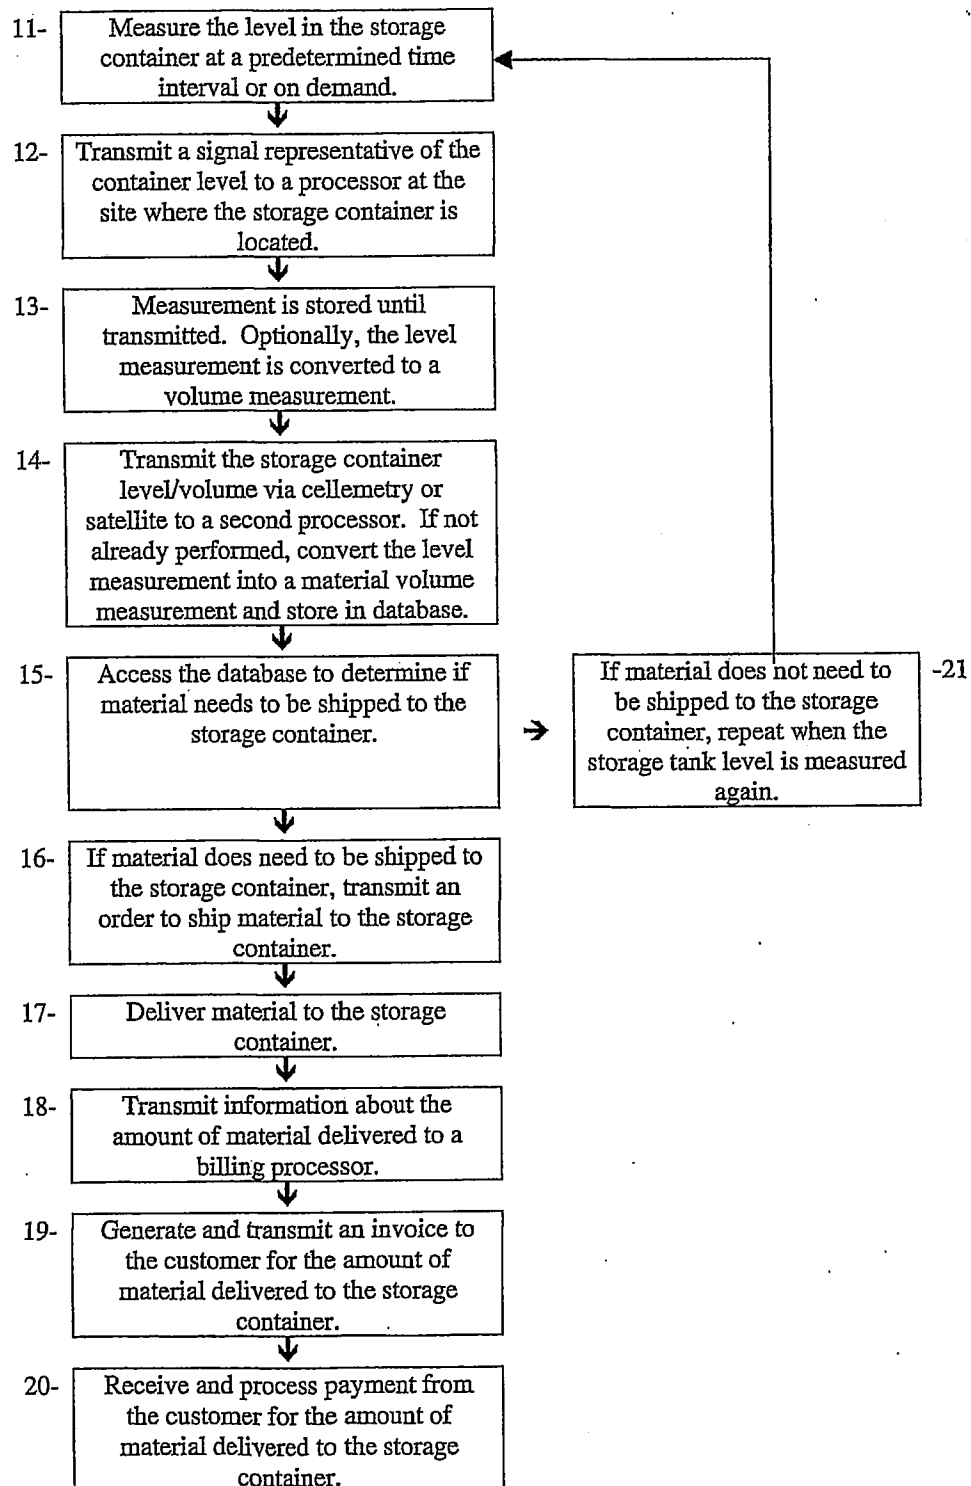 11- Measure the level in the storage
container at a predetermined time
interval or on demand.
12- Transmit a signal representative of the
container level to a processor at the
site where the storage container is
located.
13- Measurement is stored until
transmitted. Optionally, the level
measurement is converted to a
volume measurement.
14- Transmit the storage container
level/volume via cellemetry or
satellite to a second processor. If not
already performed, convert the level
measurement into a material volume
measurement and store in database.
15- Access the database to determine if
material needs to be shipped to the
storage container.
If material does not need to -21
be shipped to the storage
container, repeat when the
storage tank level is measured
again.
16- If material does need to be shipped to
the storage container, transmit an
order to ship material to the storage
container.
17- Deliver material to the storage
container.
18- Transmit information about the
amount of material delivered to a
billing processor.
19- Generate and transmit an invoice to
the customer for the amount of
material delivered to the storage
container.
20- Receive and process payment from
the customer for the amount of
material delivered to the storage
container.